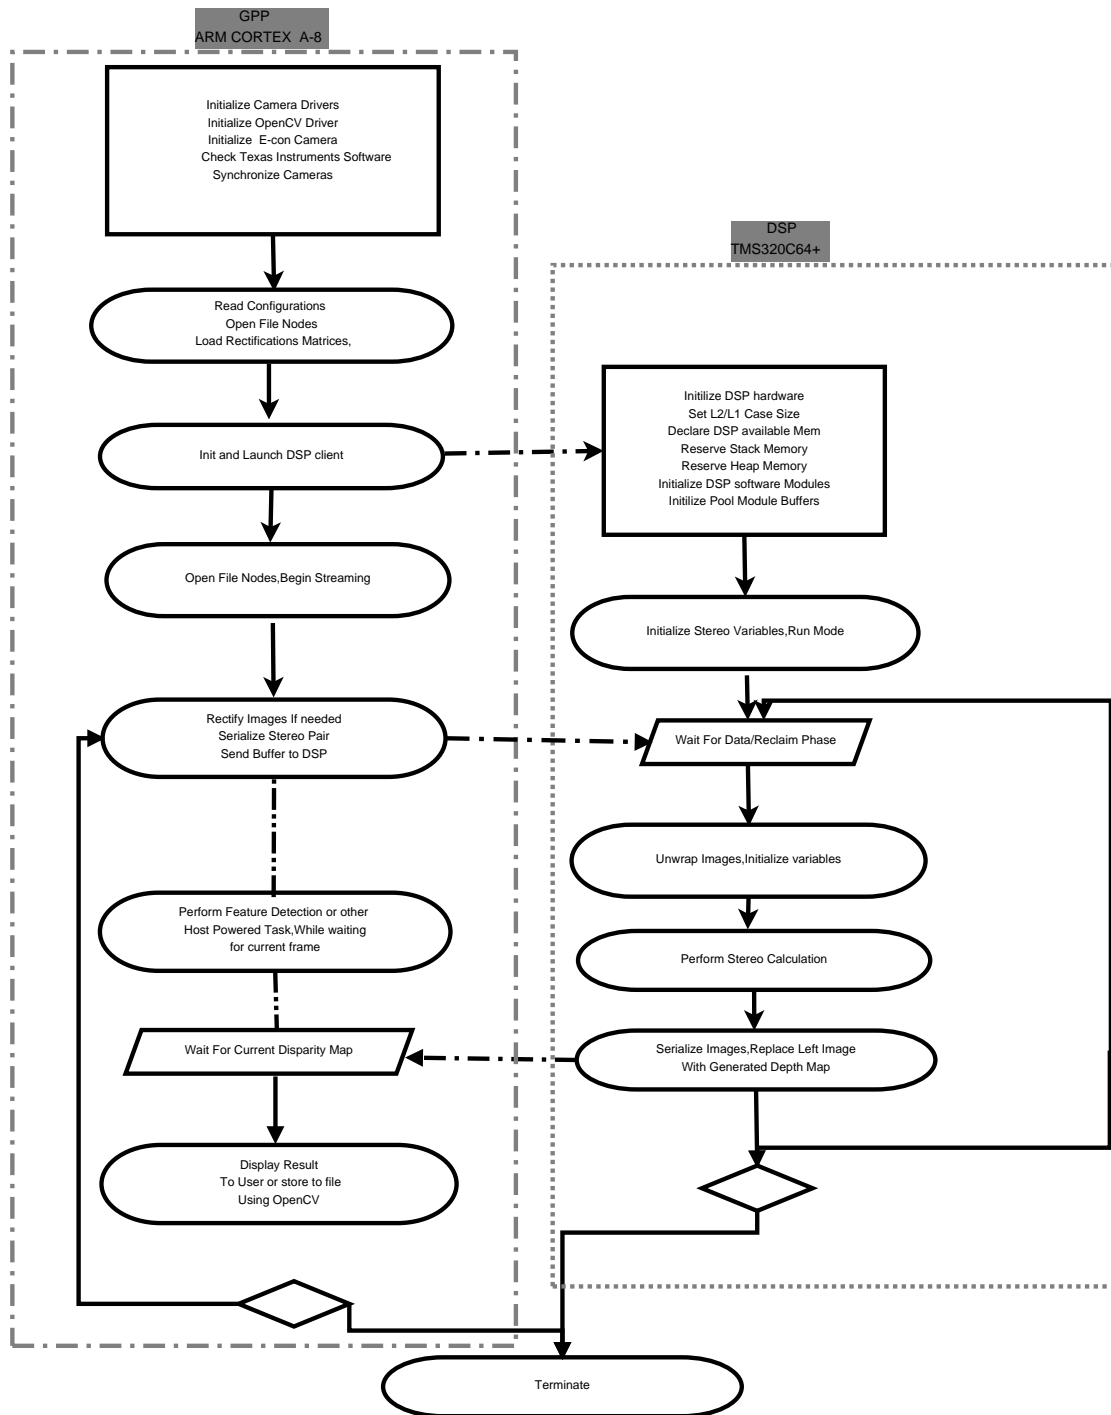 GPP
ARM CORTEX A-8
Initialize Camera Drivers
Initialize OpenCV Driver
Initialize E-con Camera
Check Texas Instruments Software
Synchronize Cameras
Read Configurations
Open File Nodes
Load Rectifications Matrices,
Init and Launch DSP client
Open File Nodes,Begin Streaming
Rectify Images If needed
Serialize Stereo Pair
Send Buffer to DSP
Perform Feature Detection or other
Host Powered Task,While waiting
for current frame
Wait For Current Disparity Map
Display Result
To User or store to file
Using OpenCV
DSP
TMS320C64+
Initilize DSP hardware
Set L2/L1 Case Size
Declare DSP available Mem
Reserve Stack Memory
Reserve Heap Memory
Initialize DSP software Modules
Initilize Pool Module Buffers
Initialize Stereo Variables,Run Mode
Wait For Data/Reclaim Phase
Unwrap Images,Initialize variables
Perform Stereo Calculation
Serialize Images,Replace Left Image
With Generated Depth Map
Terminate